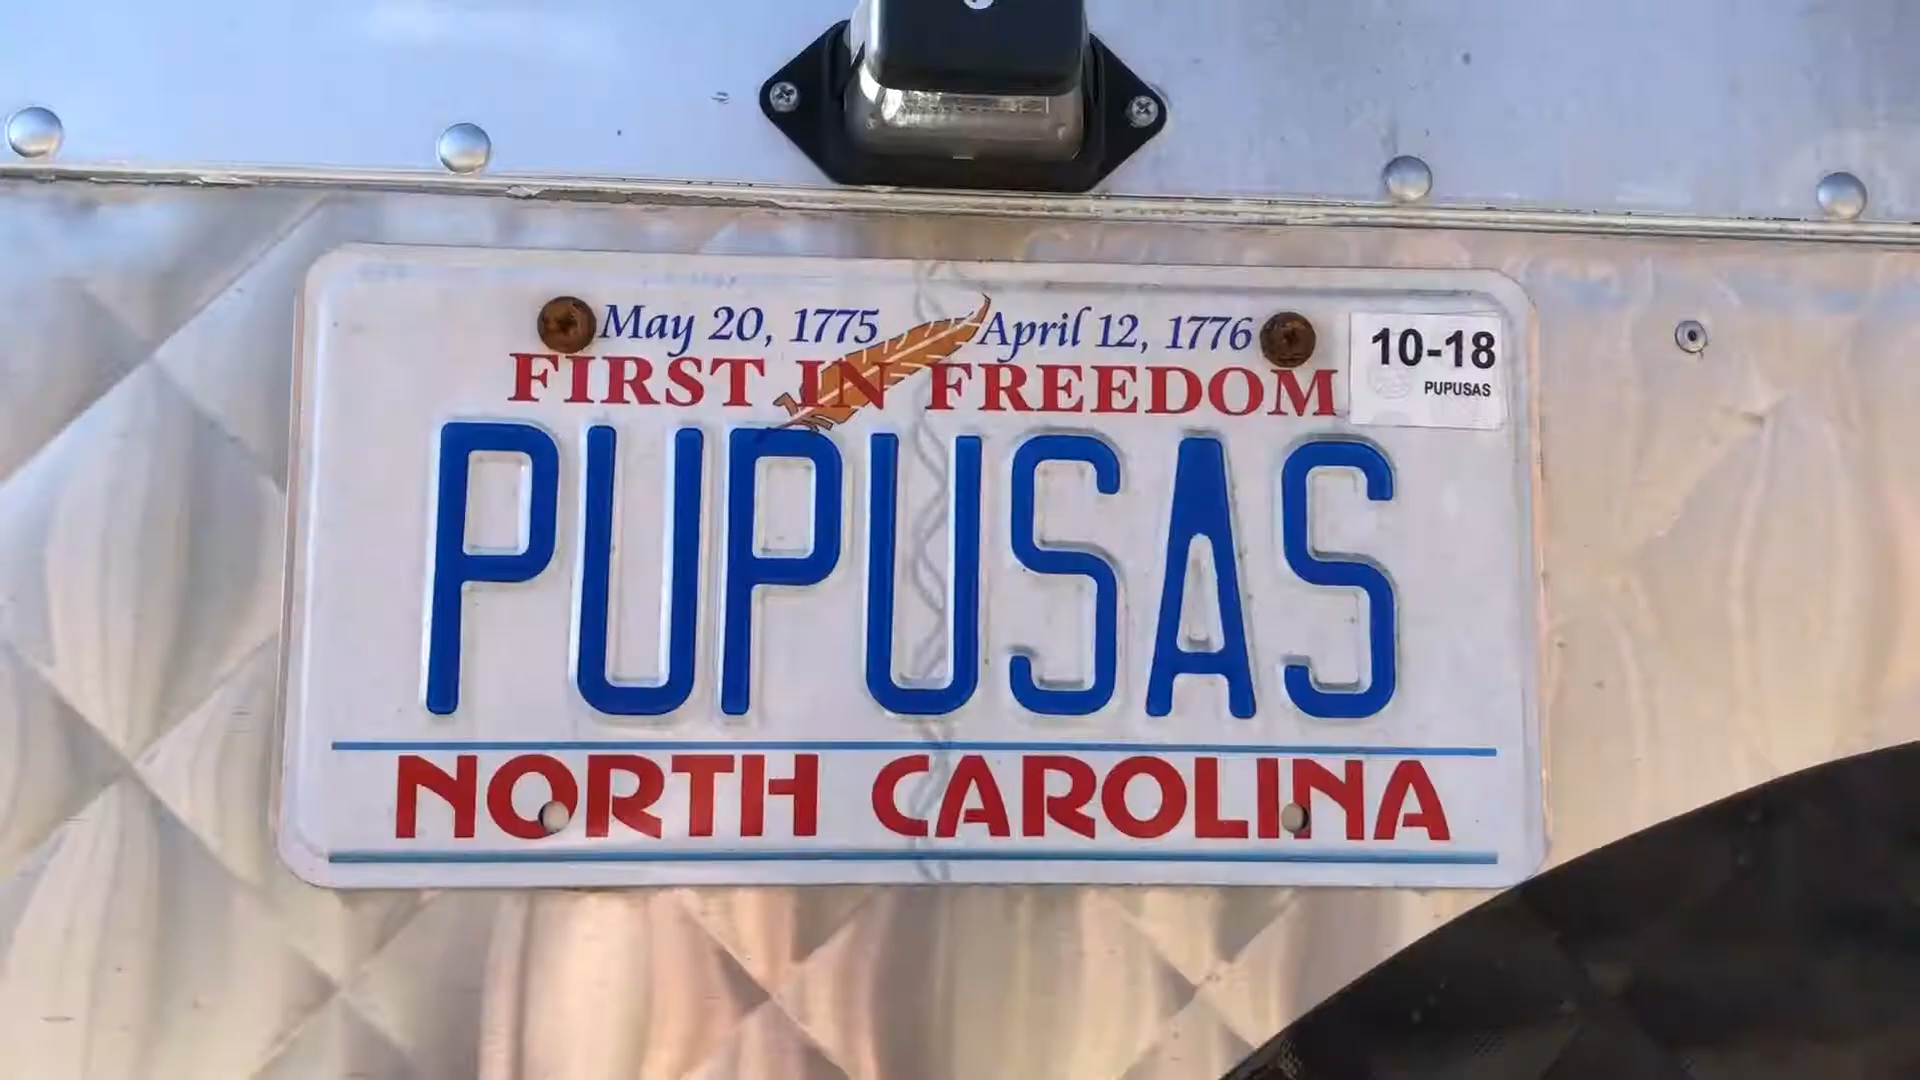 May 20, 1775 April 12, 1776
FIRST IN FREEDOM
10-18
PUPUSAS
PUPUSAS
NORTH CAROLINA